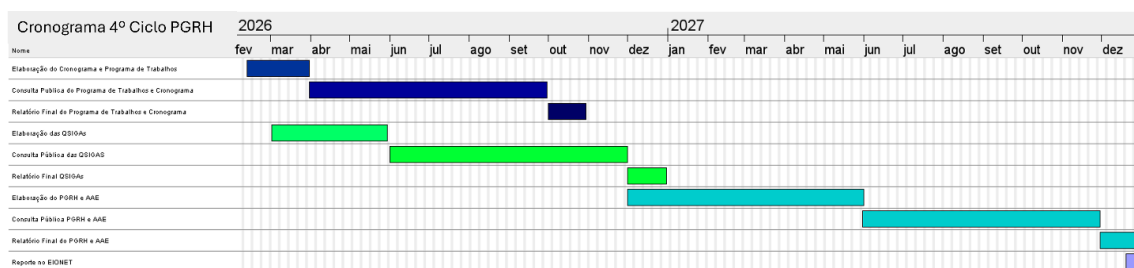 Cronograma 4º Ciclo PGRH
2026
2027
fev mar abr mai jun jul ago set out nov dez jan fev mar abr mai jun jul ago set out nov dez
Nome
Elaboração do Cronograma e Programa de Trabalhos
Consulta Publica do Programa de Trabalhos e Cronograma
Relatório Final do Programa de Trabalhos e Cronograma
Elaboração das QSIGAs
Consulta Pública das QSIGAS
Relatório Final QSIGAs
Elaboração do PGRH e AAE
Consulta Pública PGRH e AAE
Relatório Final do PGRH e AAE
Reporte no EIONET